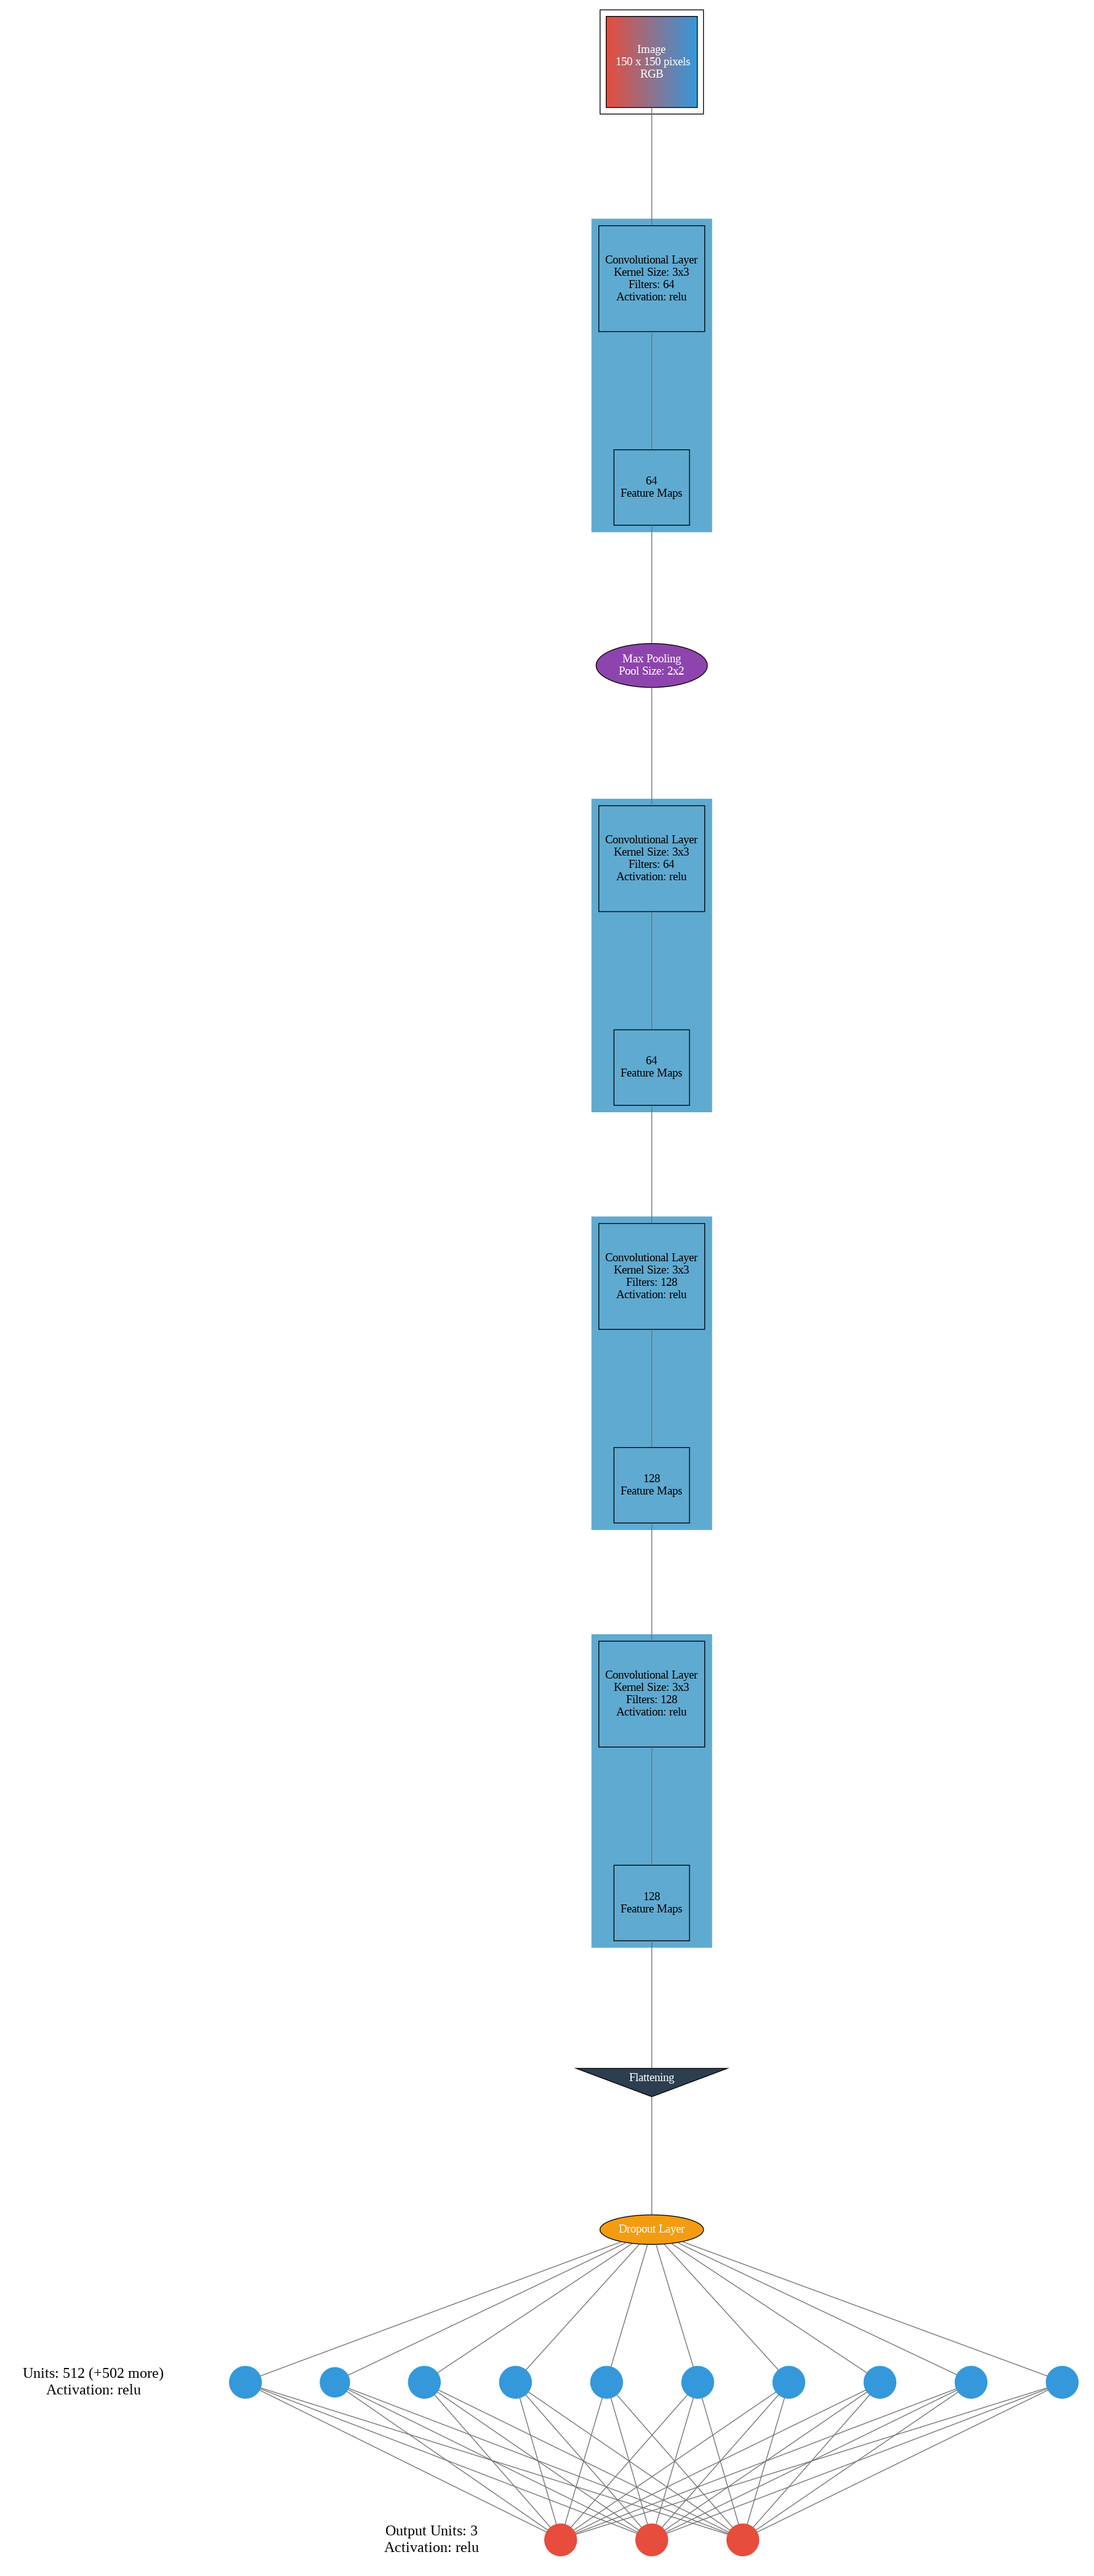 Image
150 x 150 pixels
RGB
Convolutional Layer
Kernel Size: 3x3
Filters: 64
Activation: relu
64
Feature Maps
Max Pooling
Pool Size: 2x2
Convolutional Layer
Kernel Size: 3x3
Filters: 64
Activation: relu
64
Feature Maps
Convolutional Layer
Kernel Size: 3x3
Filters: 128
Activation: relu
128
Feature Maps
Convolutional Layer
Kernel Size: 3x3
Filters: 128
Activation: relu
128
Feature Maps
Flattening
Dropout Layer
Units: 512 (+502 more)
Activation: relu
Output Units: 3
Activation: relu